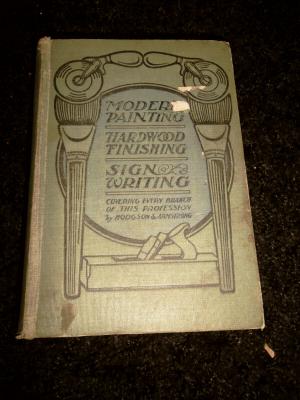 MODERN
PAINTING
HARDWOOD
FINISHING
SIGN
WRITING
COVERING EVERY BRANCH
OF THIS PROFESSION
By HODGSON & ARMSTRONG